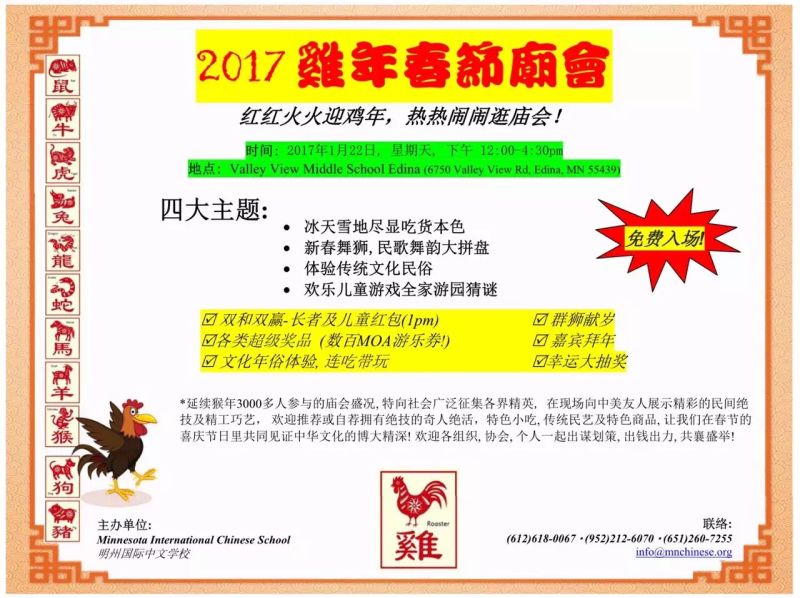 2017 雞年春節廟會
红红火火迎鸡年，热热闹闹逛庙会！
时间: 2017年1月22日, 星期天, 下午 12:00-4:30pm
地点: Valley View Middle School Edina (6750 Valley View Rd, Edina, MN 55439)
四大主题:
• 冰天雪地尽显吃货本色
• 新春舞狮,民歌舞韵大拼盘
• 体验传统文化民俗
• 欢乐儿童游戏全家游园猜谜
免费入场!
☑ 双和双赢-长者及儿童红包(1pm)
☑各类超级奖品 (数百MOA游乐券!)
☑ 文化年俗体验, 连吃带玩
☑ 群狮献岁
☑ 嘉宾拜年
☑幸运大抽奖
*延续猴年3000多人参与的庙会盛况, 特向社会广泛征集各界精英, 在现场向中美友人展示精彩的民间绝
技及精工巧艺， 欢迎推荐或自荐拥有绝技的奇人绝活，特色小吃, 传统民艺及特色商品, 让我们在春节的
喜庆节日里共同见证中华文化的博大精深! 欢迎各组织, 协会, 个人一起出谋划策, 出钱出力, 共襄盛举!
鼠
牛
虎
兔
龍
蛇
馬
羊
猴
狗
豬
Rooster
雞
主办单位:
Minnesota International Chinese School
明州国际中文学校
联络:
(612)618-0067・(952)212-6070・(651)260-7255
info@mnchinese.org